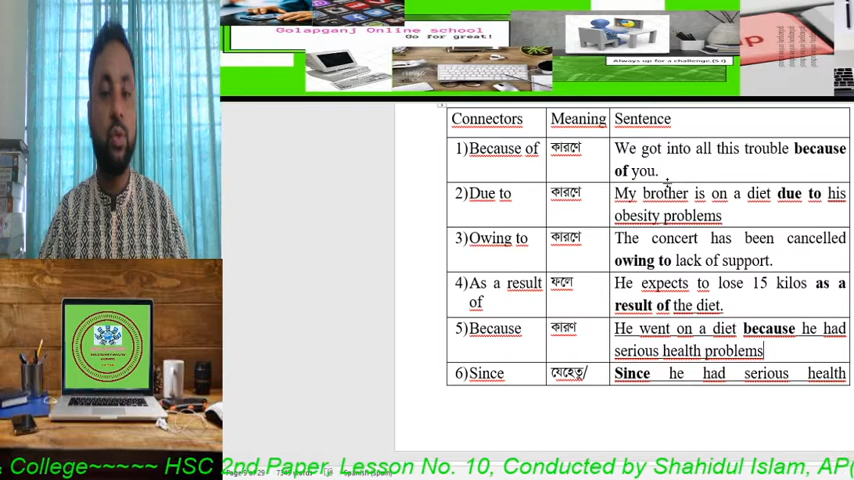 Golapganj Online school
Go for great!
Always up for a challenge.(S.I)
Connectors Meaning Sentence
1) Because of কারণে We got into all this trouble because
of you.
2) Due to কারণে My brother is on a diet due to his
obesity problems
3) Owing to কারণে The concert has been cancelled
owing to lack of support.
4) As a result ফলে He expects to lose 15 kilos as a
of result of the diet.
5) Because কারণ He went on a diet because he had
serious health problems
6) Since যেহেতু/ Since he had serious health
College~~~~~ HSC 2nd Paper, Lesson No. 10, Conducted by Shahidul Islam, AP(